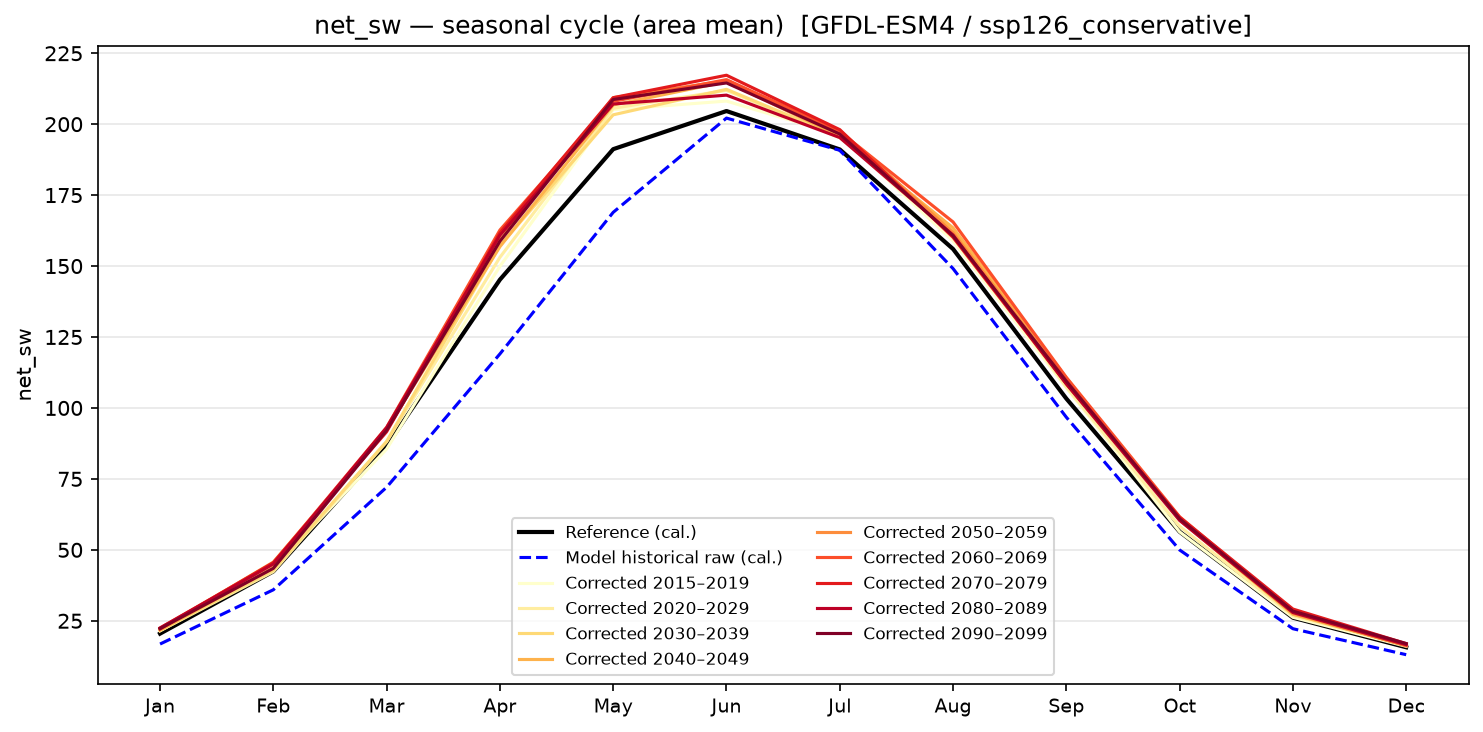 net_sw — seasonal cycle (area mean)  [GFDL-ESM4 / ssp126_conservative]
net_sw
225
200
175
150
125
100
75
50
25
Reference (cal.)
Model historical raw (cal.)
Corrected 2015–2019
Corrected 2020–2029
Corrected 2030–2039
Corrected 2040–2049
Corrected 2050–2059
Corrected 2060–2069
Corrected 2070–2079
Corrected 2080–2089
Corrected 2090–2099
Jan Feb Mar Apr May Jun Jul Aug Sep Oct Nov Dec